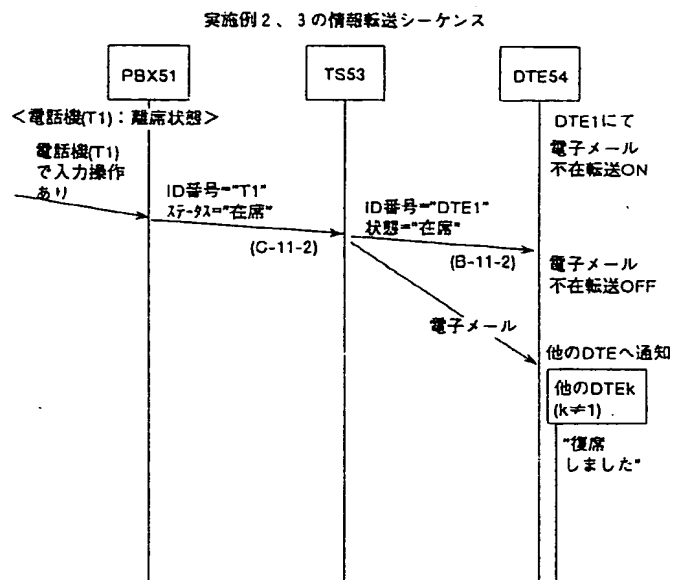 実施例2、3の情報転送シーケンス
PBX51
TS53
DTE54
<電話機(T1):離席状態>
電話機(T1)
で入力操作
あり
DTE1にて
電子メール
不在転送ON
ID番号="T1"
ステータス="在席"
(C-11-2)
ID番号="DTE1"
状態="在席"
(B-11-2)
電子メール
不在転送OFF
電子メール
他のDTEへ通知
他のDTEk
(k≠1)
"復席
しました"